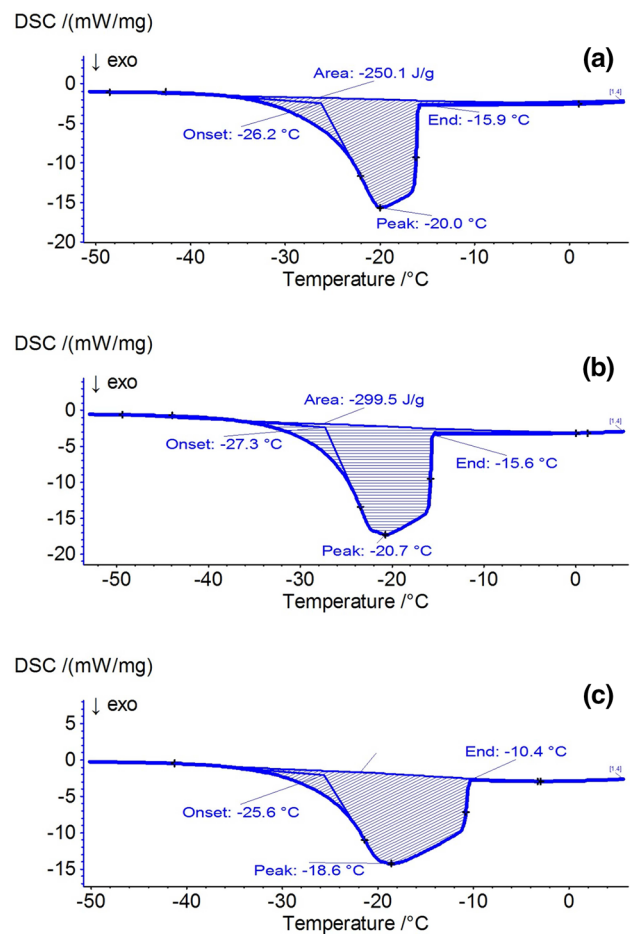 DSC /(mW/mg)
↓ exo
(a)
0
-5
-10
-15
-20
Area: -250.1 J/g
[1.4]
Onset: -26.2 °C
End: -15.9 °C
Peak: -20.0 °C
-50 -40 -30 -20 -10 0
Temperature /°C
DSC /(mW/mg)
↓ exo
(b)
0
-5
-10
-15
-20
Area: -299.5 J/g
[1.4]
Onset: -27.3 °C
End: -15.6 °C
Peak: -20.7 °C
-50 -40 -30 -20 -10 0
Temperature /°C
DSC /(mW/mg)
↓ exo
(c)
5
0
-5
-10
-15
End: -10.4 °C
[1.4]
Onset: -25.6 °C
Peak: -18.6 °C
-50 -40 -30 -20 -10 0
Temperature /°C